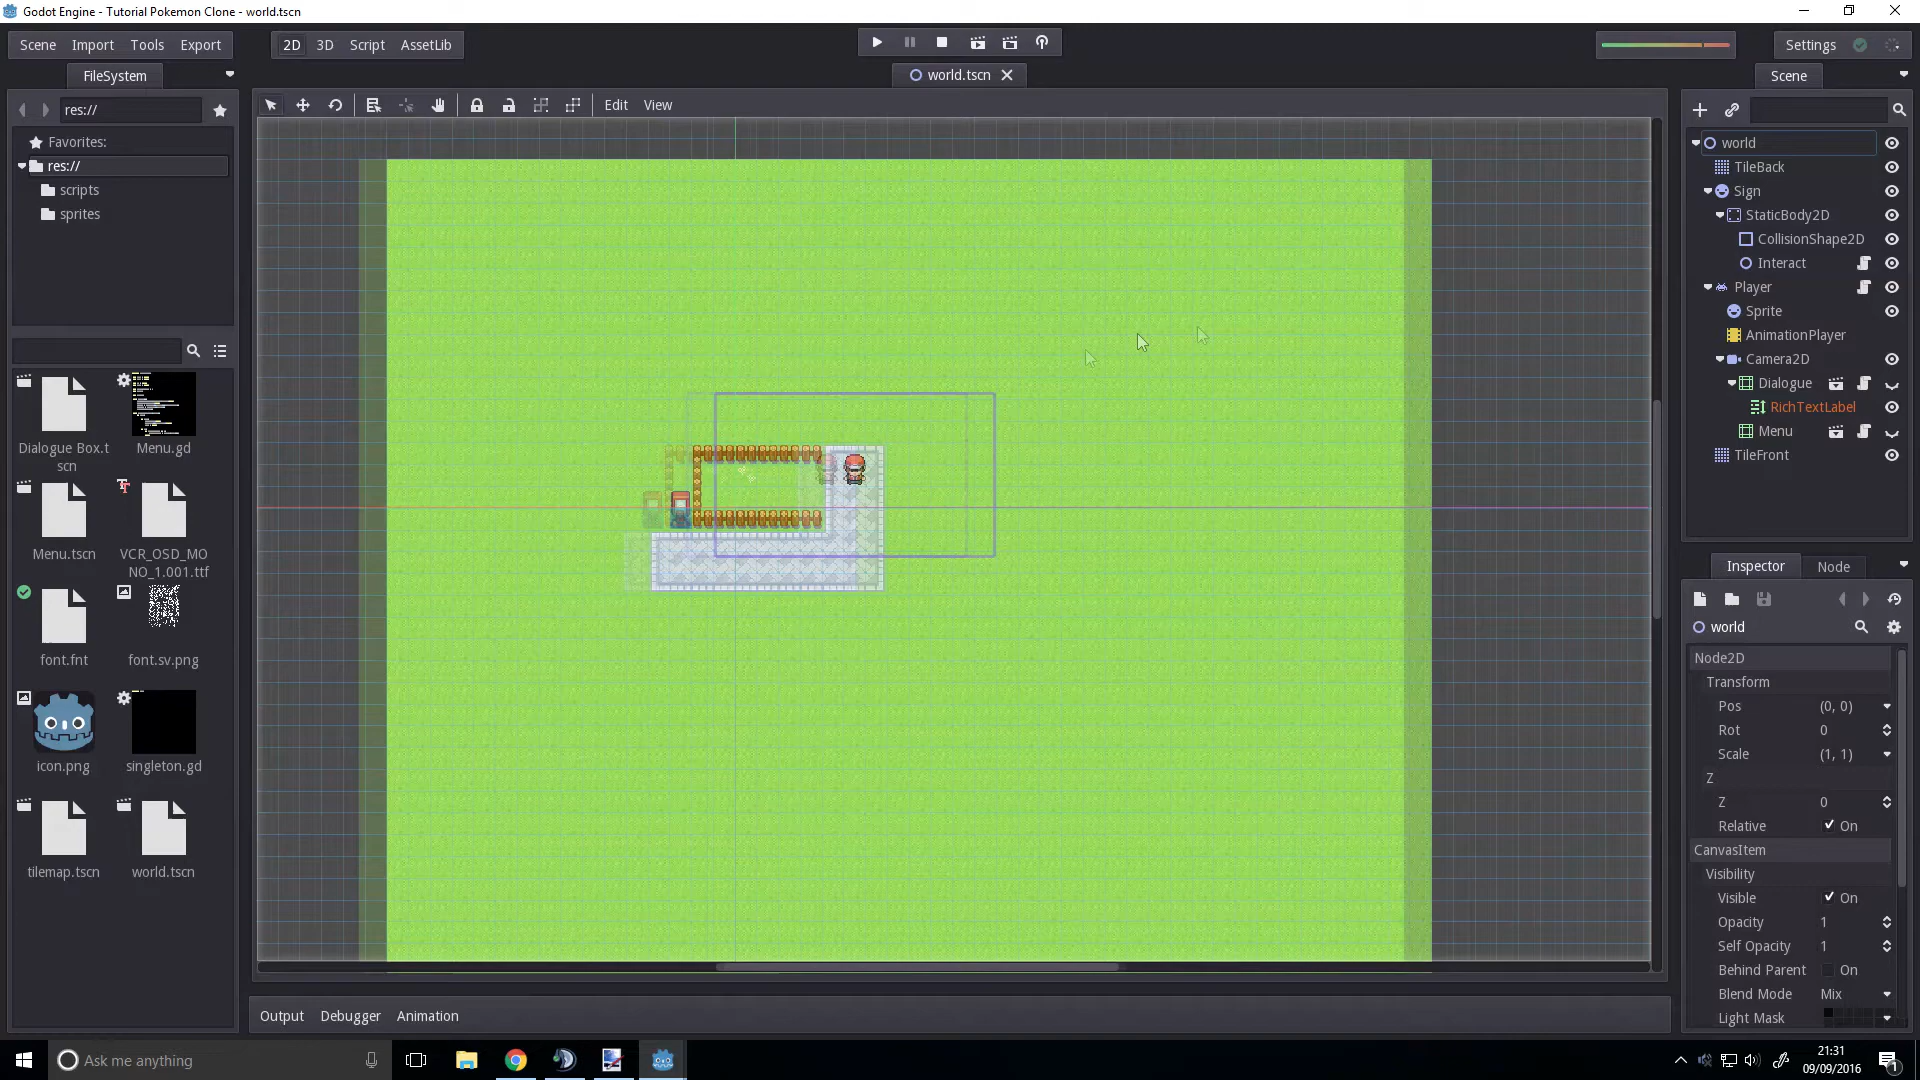 Godot Engine - Tutorial Pokemon Clone - world.tscn
Scene Import Tools Export
2D 3D Script AssetLib
Settings
FileSystem
world.tscn
Scene
res://
Edit View
Favorites:
res://
scripts
sprites
world
TileBack
Sign
StaticBody2D
CollisionShape2D
Interact
Player
Sprite
AnimationPlayer
Camera2D
Dialogue
RichTextLabel
Menu
TileFront
Dialogue Box.t
scn
Menu.gd
Menu.tscn
VCR_OSD_MO
NO_1.001.ttf
font.fnt
font.sv.png
icon.png
singleton.gd
tilemap.tscn
world.tscn
Inspector Node
world
Node2D
Transform
Pos (0, 0)
Rot 0
Scale (1, 1)
Z
Z 0
Relative On
CanvasItem
Visibility
Visible On
Opacity 1
Self Opacity 1
Behind Parent On
Blend Mode Mix
Light Mask
Output Debugger Animation
Ask me anything
21:31
09/09/2016
1